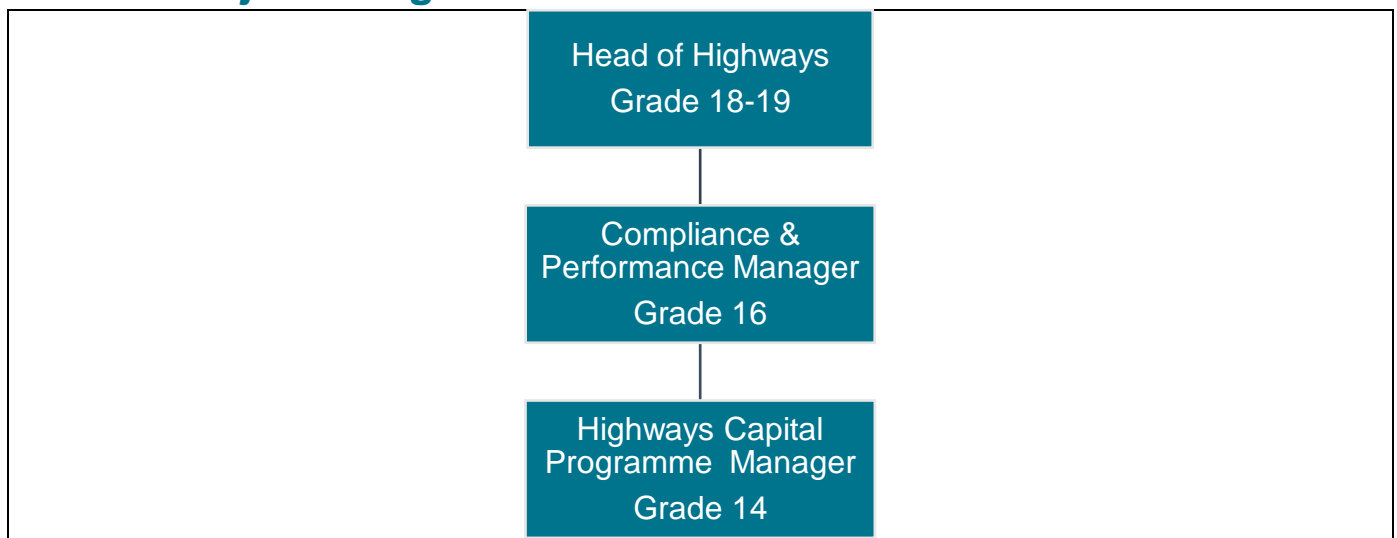 Head of Highways
Grade 18-19
Compliance &
Performance Manager
Grade 16
Highways Capital
Programme Manager
Grade 14